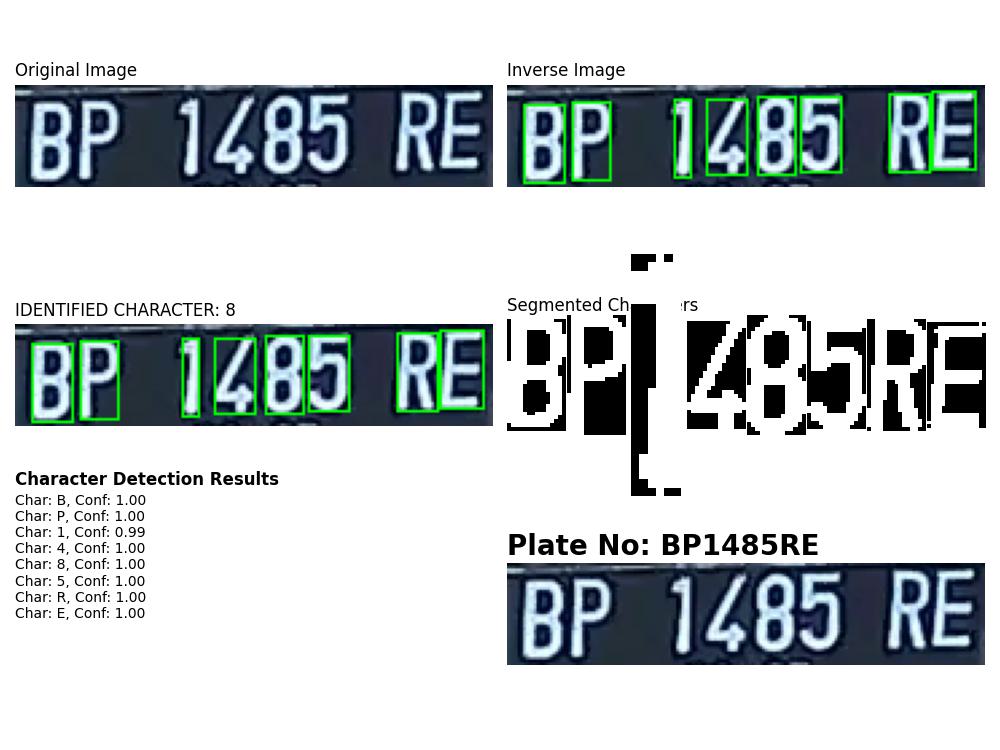 Original Image
BP 1485 RE
Inverse Image
BP 1485 RE
IDENTIFIED CHARACTER: 8
BP 1485 RE
BP 485RE
Character Detection Results
Char: B, Conf: 1.00
Char: P, Conf: 1.00
Char: 1, Conf: 0.99
Char: 4, Conf: 1.00
Char: 8, Conf: 1.00
Char: 5, Conf: 1.00
Char: R, Conf: 1.00
Char: E, Conf: 1.00
Plate No: BP1485RE
BP 1485 RE